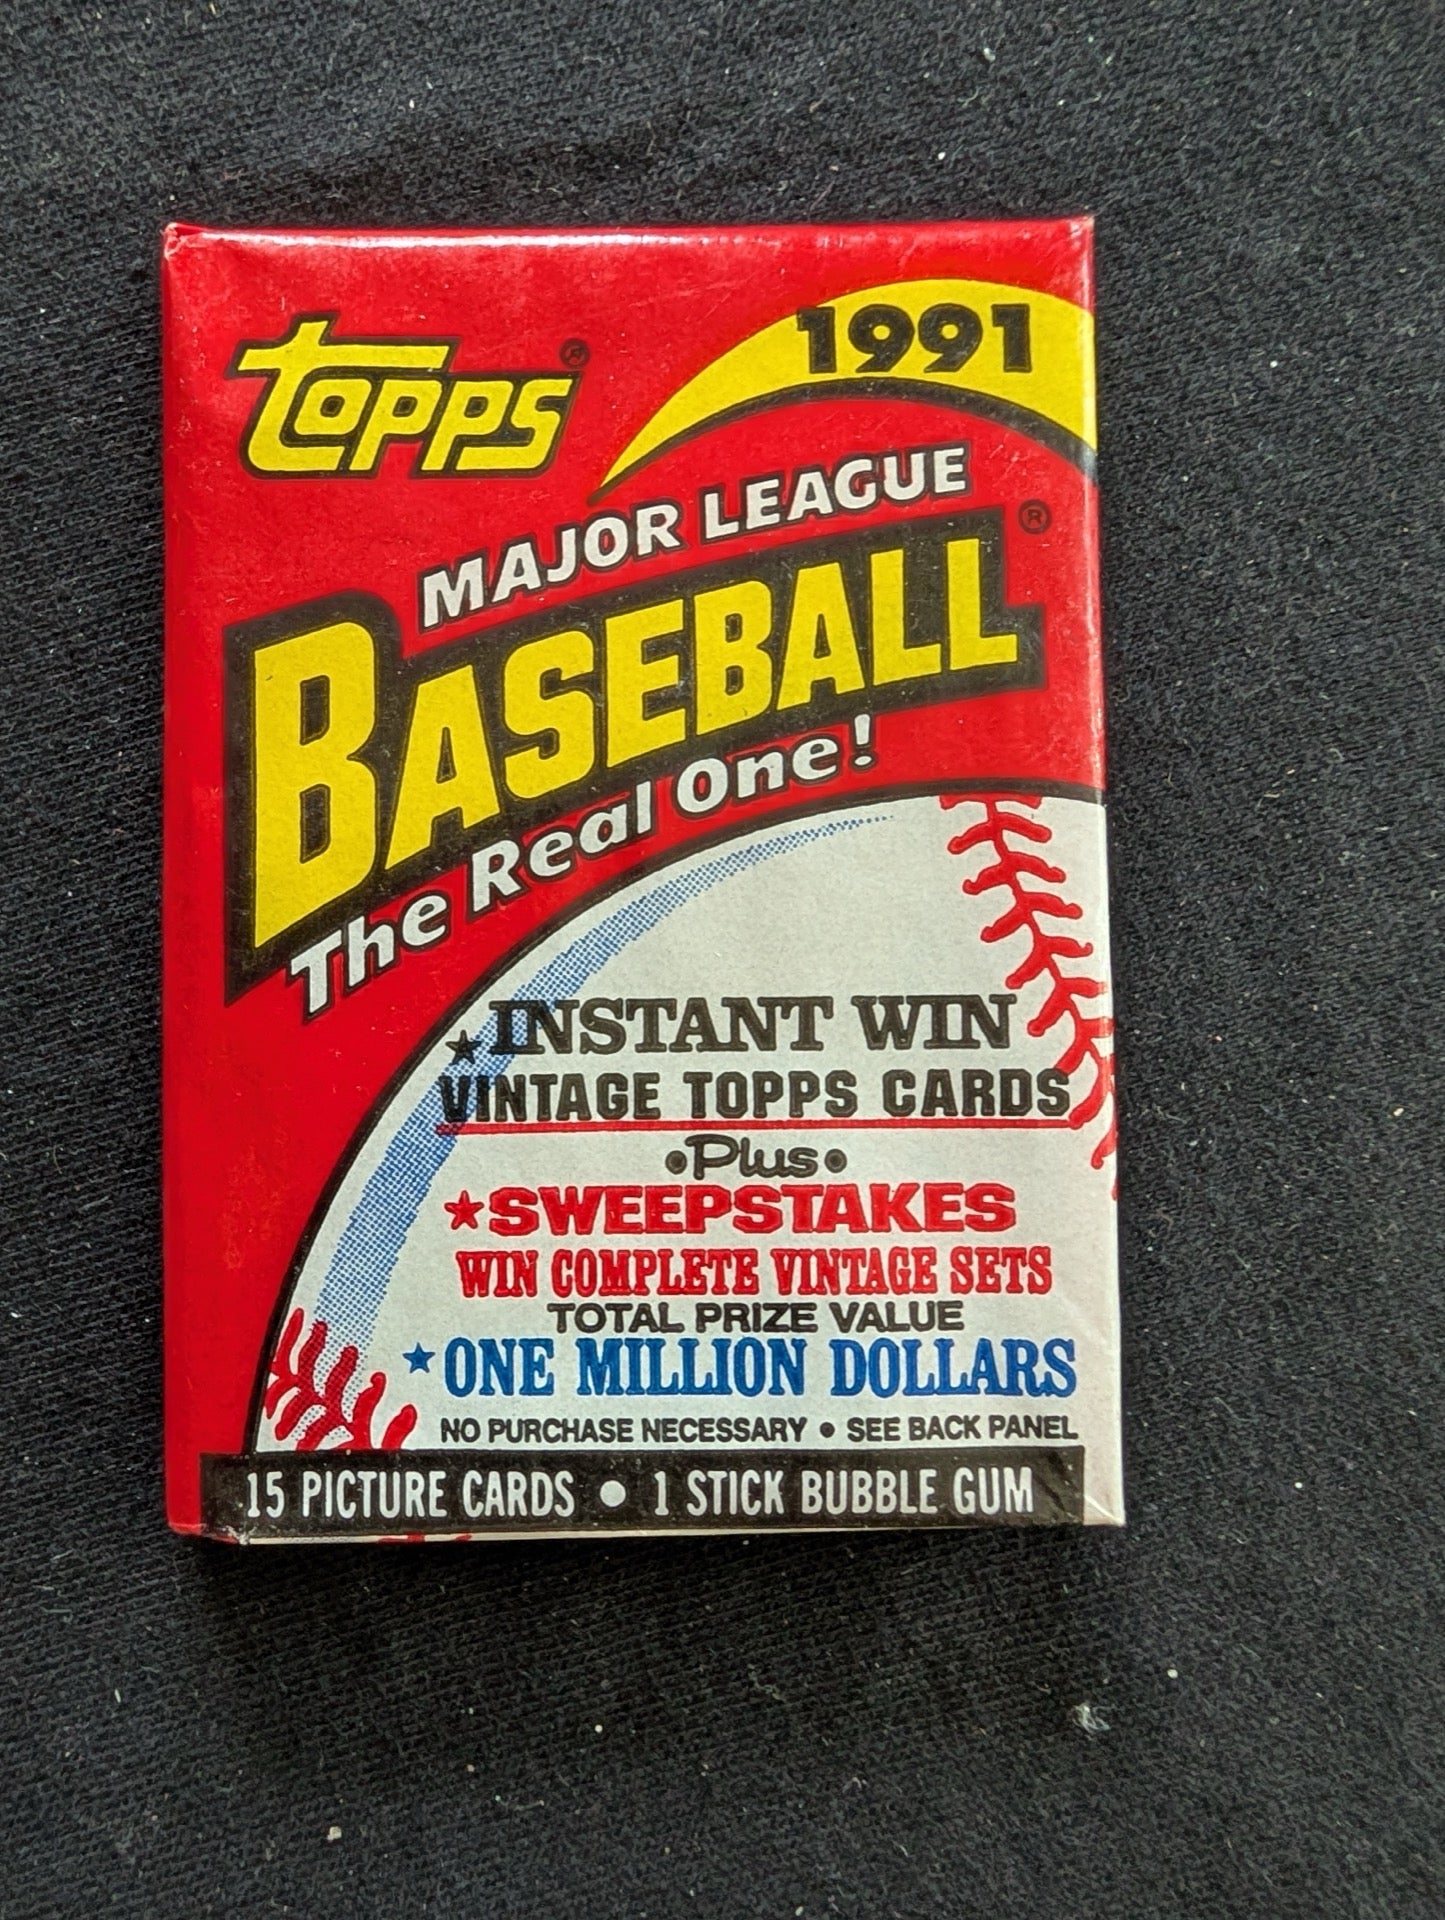 topps®
1991
MAJOR LEAGUE
BASEBALL®
The Real One!
★INSTANT WIN
VINTAGE TOPPS CARDS
•Plus•
★SWEEPSTAKES
WIN COMPLETE VINTAGE SETS
TOTAL PRIZE VALUE
★ONE MILLION DOLLARS
NO PURCHASE NECESSARY • SEE BACK PANEL
15 PICTURE CARDS • 1 STICK BUBBLE GUM